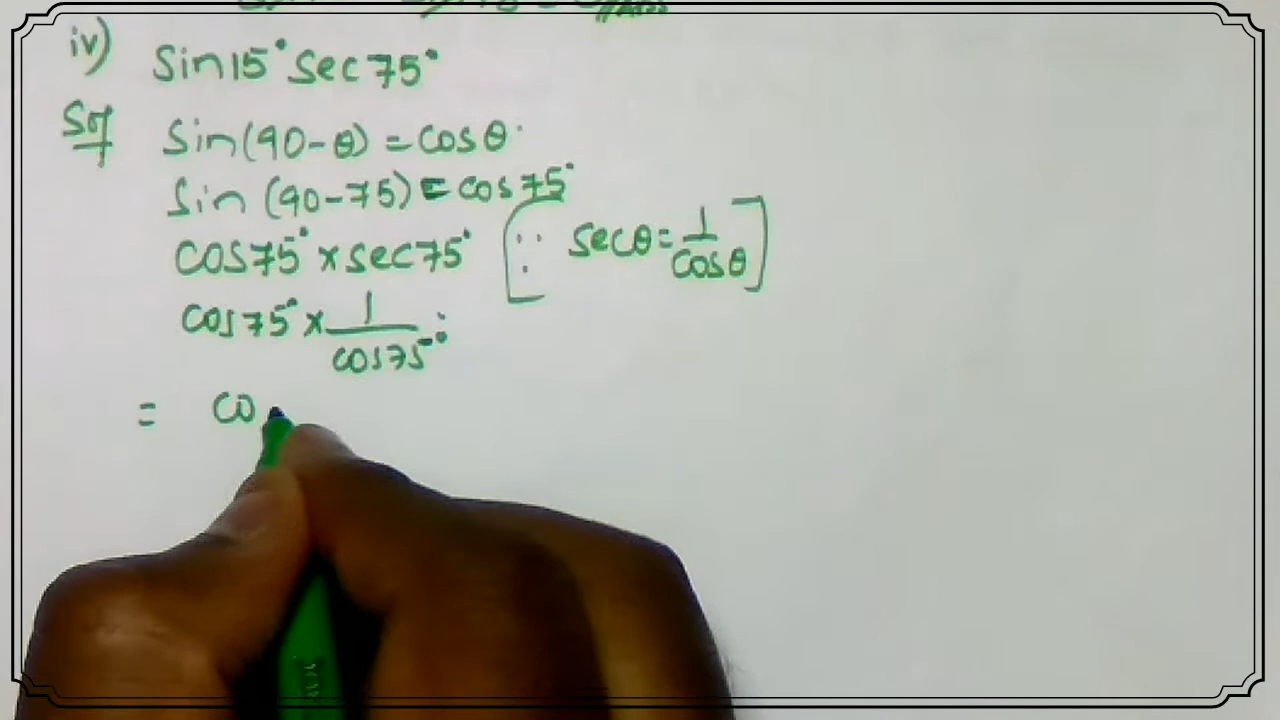 iv) Sin15° Sec75°
Sol Sin(90-θ) = cosθ
Sin (90-75) = cos75°
cos75° × sec75° [∵ secθ = 1/cosθ]
cos75° × 1/cos75°
= co